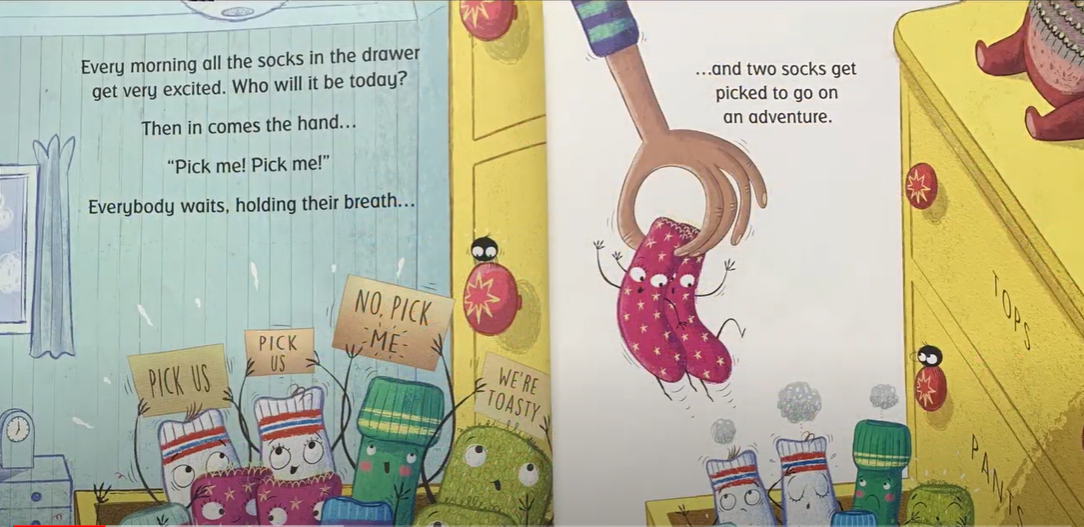 Every morning all the socks in the drawer
get very excited. Who will it be today?
Then in comes the hand...
“Pick me! Pick me!”
Everybody waits, holding their breath...
PICK US
PICK
US
NO, PICK
ME
WE'RE
TOASTY
...and two socks get
picked to go on
an adventure.
TOPS
PANTS